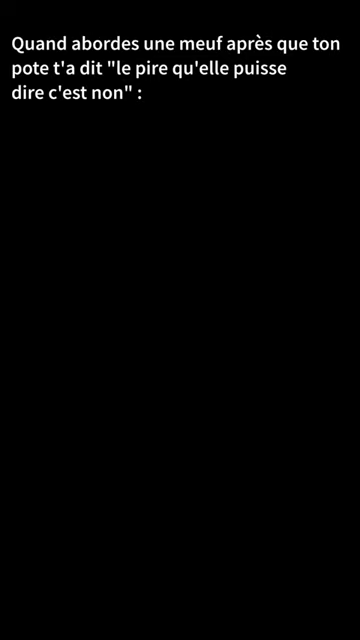 Quand abordes une meuf après que ton
pote t'a dit "le pire qu'elle puisse
dire c'est non" :